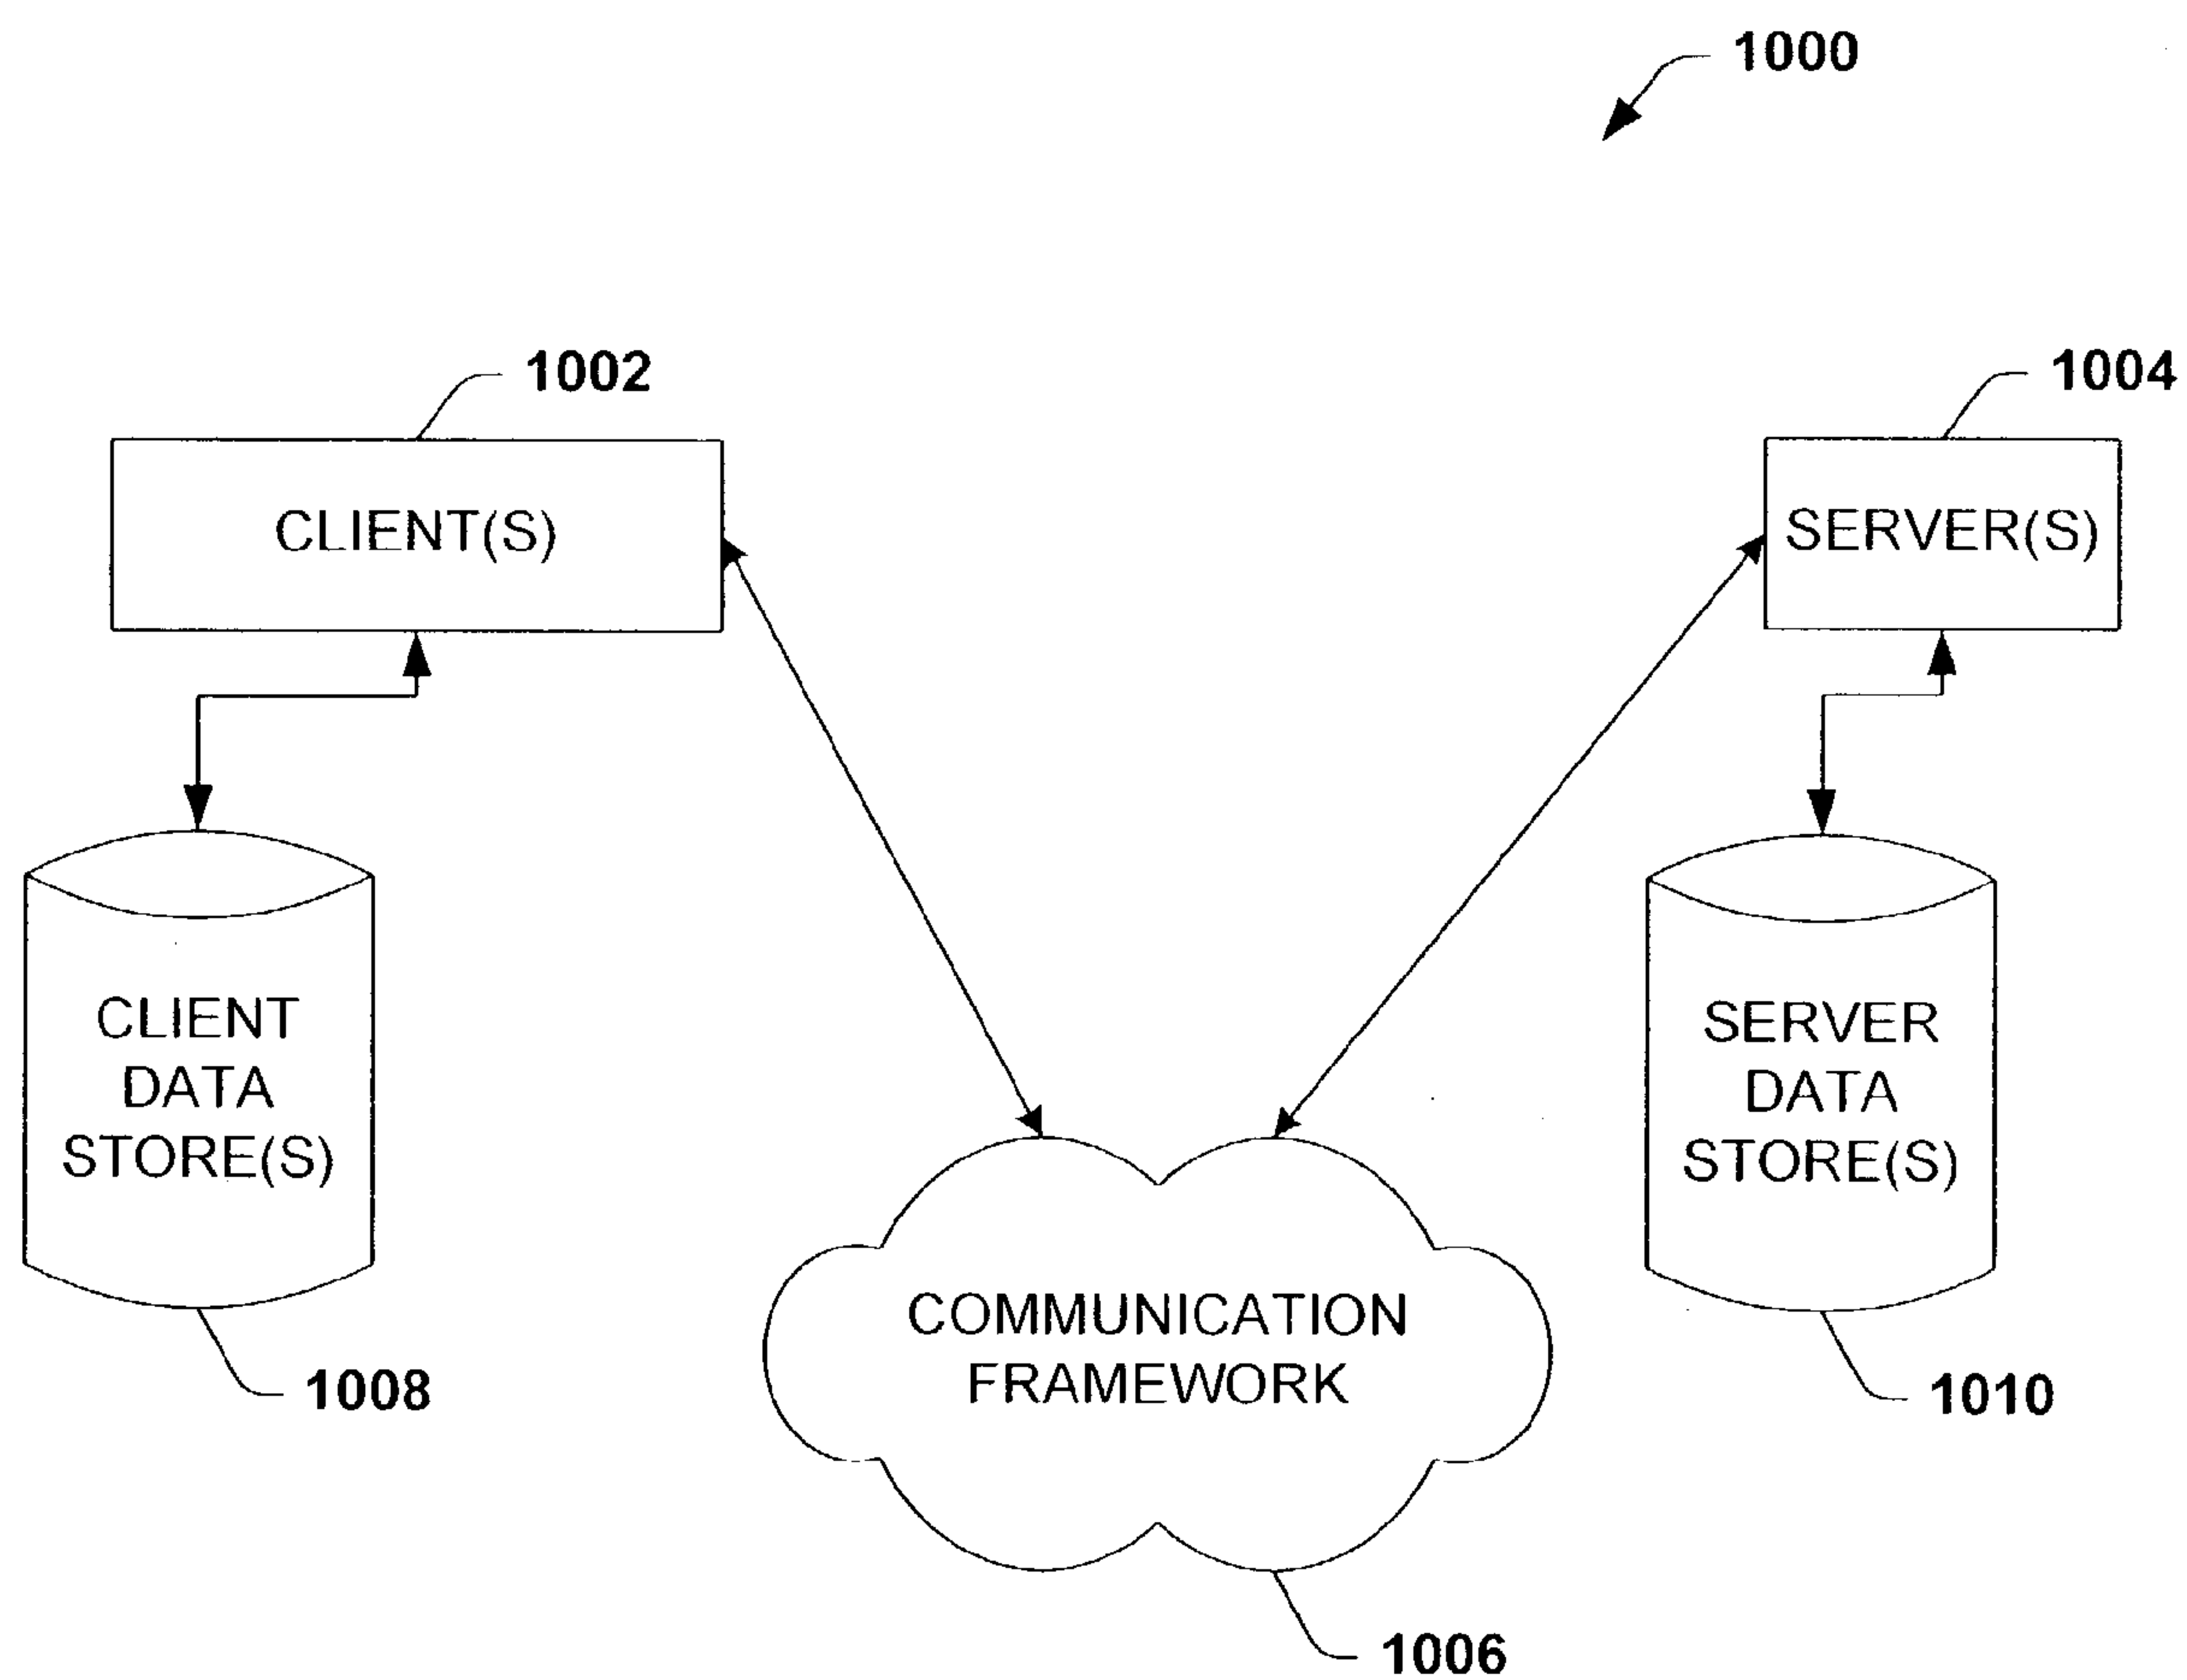 1000
1002
1004
CLIENT(S)
SERVER(S)
CLIENT
DATA
STORE(S)
SERVER
DATA
STORE(S)
COMMUNICATION
FRAMEWORK
1008
1010
1006